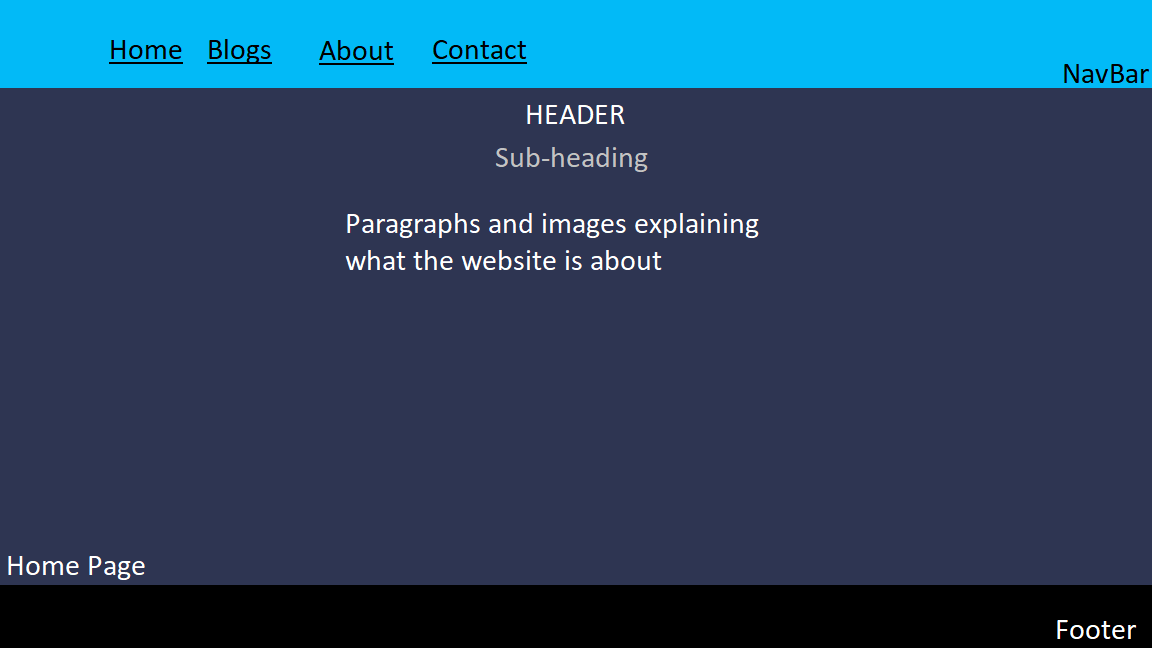 Home Blogs About Contact
NavBar
HEADER
Sub-heading
Paragraphs and images explaining
what the website is about
Home Page
Footer